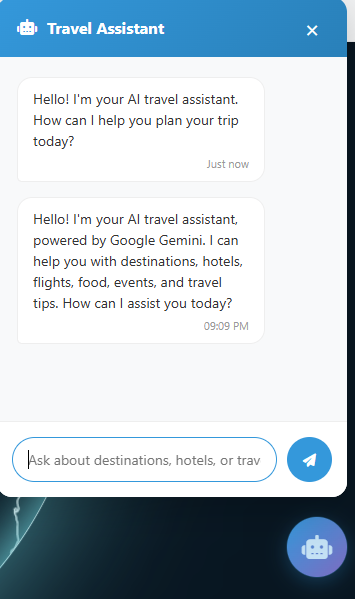 Travel Assistant
Hello! I'm your AI travel assistant.
How can I help you plan your trip
today?
Just now
Hello! I'm your AI travel assistant,
powered by Google Gemini. I can
help you with destinations, hotels,
flights, food, events, and travel
tips. How can I assist you today?
09:09 PM
Ask about destinations, hotels, or trav